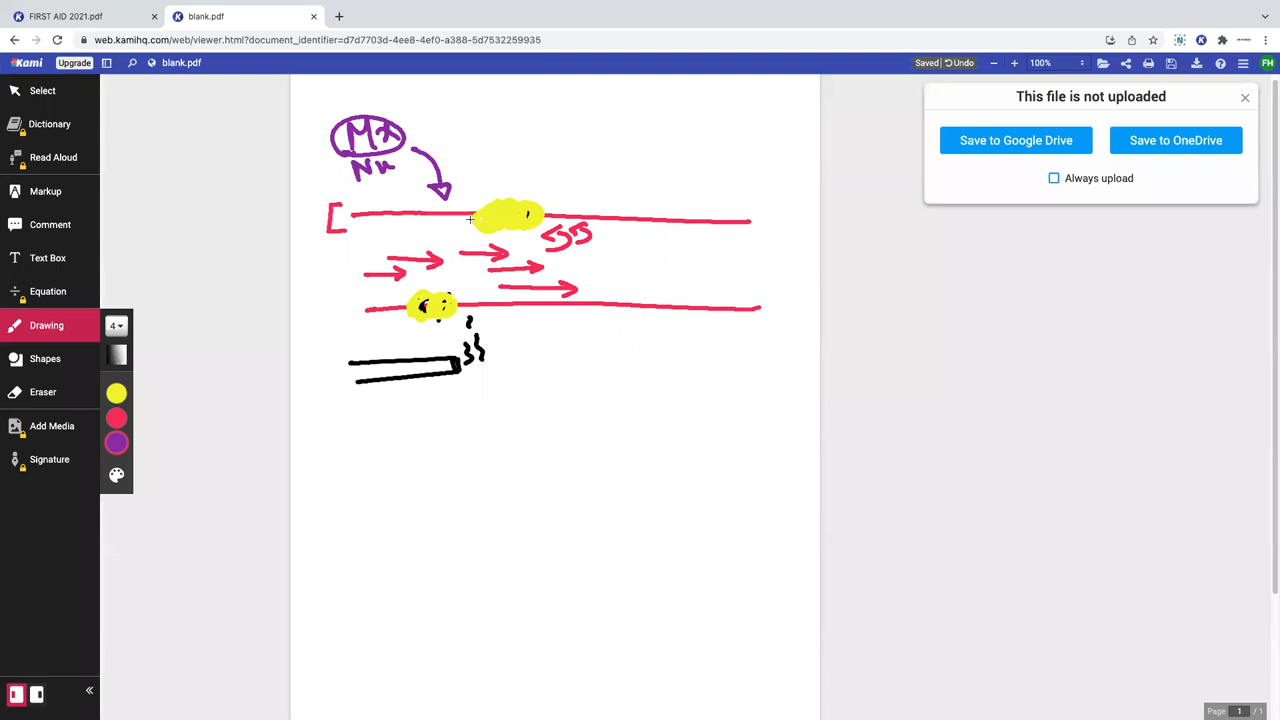 FIRST AID 2021.pdf
blank.pdf
web.kamihq.com/web/viewer.html?document_identifier=d7d7703d-4ee8-4ef0-a388-5d7532259935
Kami
Upgrade
blank.pdf
Saved
Undo
100%
FH
Select
Dictionary
Read Aloud
Markup
Comment
Text Box
Equation
Drawing
4
Shapes
Eraser
Add Media
Signature
This file is not uploaded
Save to Google Drive
Save to OneDrive
Always upload
Page 1 / 1